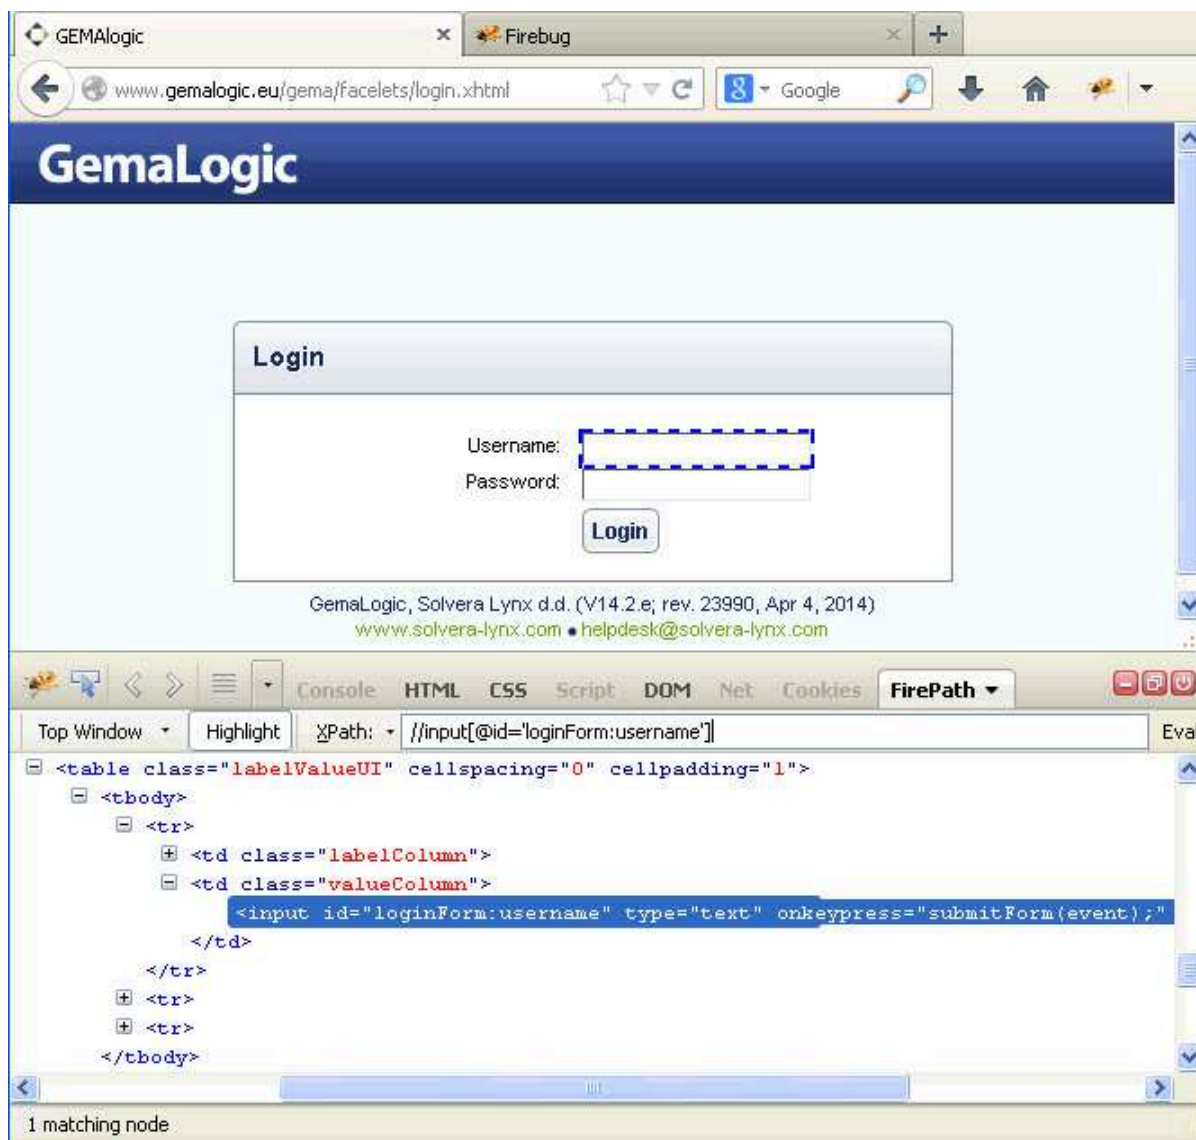 GEMAlogic
Firebug
www.gemalogic.eu/gema/facelets/login.xhtml
8 Google
GemaLogic
Login
Username:
Password:
Login
GemaLogic, Solvera Lynx d.d. (V14.2.e; rev. 23990, Apr 4, 2014)
www.solvera-lynx.com • helpdesk@solvera-lynx.com
Console HTML CSS Script DOM Net Cookies FirePath
Top Window Highlight XPath: //input[@id='loginForm:username'] Eva
<table class="labelValueUI" cellspacing="0" cellpadding="1">
<tbody>
<tr>
<td class="labelColumn">
<td class="valueColumn">
<input id="loginForm:username" type="text" onkeypress="submitForm(event);"
</td>
</tr>
<tr>
<tr>
</tbody>
1 matching node